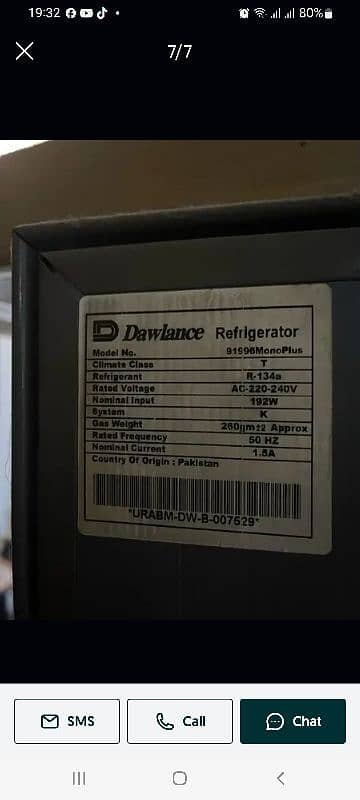 19:32 80%
7/7
Dawlance Refrigerator
Model No. 91996MonoPlus
Climate Class T
Refrigerant R-134a
Rated Voltage AC-220-240V
Nominal Input 192W
System K
Gas Weight 260gm±2 Approx
Rated Frequency 50 HZ
Nominal Current 1.5A
Country Of Origin : Pakistan
*URABM-DW-B-007529*
SMS
Call
Chat